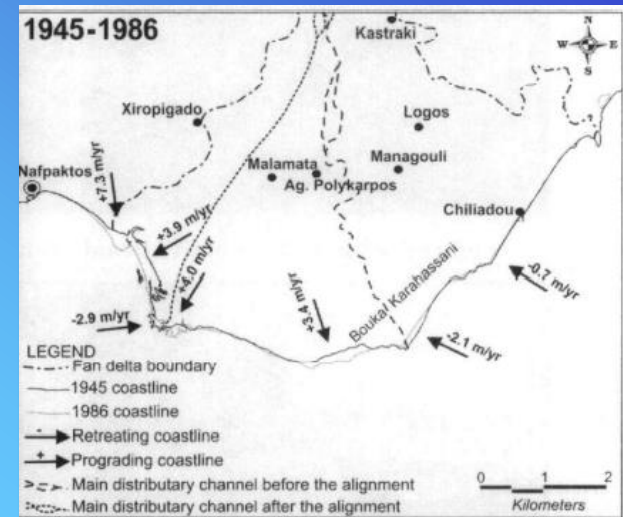 1945-1986
Kastraki
N
W E
S
Xiropigado
Logos
Nafpaktos
+7.3 m/yr
Malamata
Managouli
Ag. Polykarpos
+3.9 m/yr
Chiliadou
+4.0 m/yr
-0.7 m/yr
-2.9 m/yr
+3.4 m/yr
Bouka Karahassani
-2.1 m/yr
LEGEND
Fan delta boundary
1945 coastline
1986 coastline
- Retreating coastline
+ Prograding coastline
Main distributary channel before the alignment
Main distributary channel after the alignment
0 1 2
Kilometers